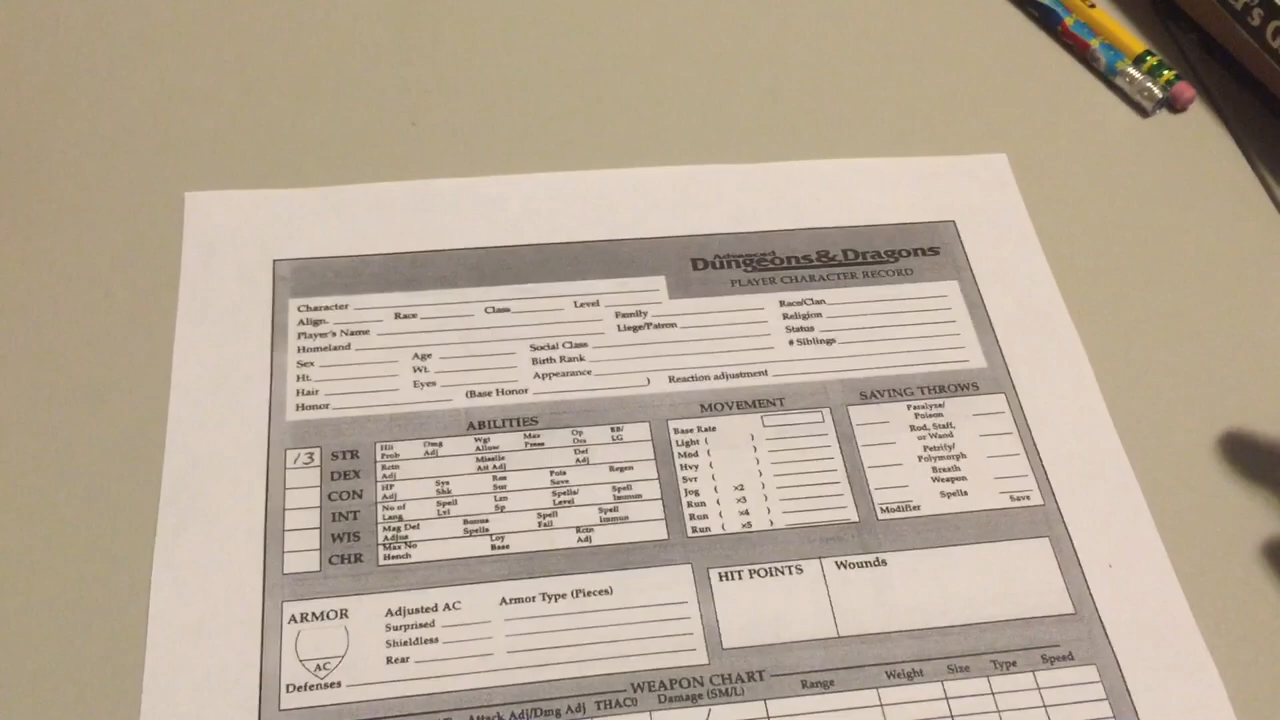 r's G
Advanced
Dungeons & Dragons
PLAYER CHARACTER RECORD
Character
Level
Race/Clan
Align.
Race
Class
Family
Religion
Player's Name
Liege/Patron
Status
Homeland
Social Class
# Siblings
Sex
Age
Birth Rank
Ht.
Wt.
Appearance
Hair
Eyes
Reaction adjustment
Honor
(Base Honor )
ABILITIES
13 STR
Hit Prob
Dmg Adj
Wgt Allow
Max Press
Op Drs
BB/ LG
DEX
Rctn Adj
Missile Att Adj
Def Adj
CON
HP Adj
Sys Shk
Res Sur
Pois Save
Regen
INT
No of Lang
Spell Lvl
Lrn Sp
Spells/ Level
Spell Immun
WIS
Mag Def Adjus
Bonus Spells
Spell Fail
Spell Immun
CHR
Max No Hench
Loy Base
Rctn Adj
MOVEMENT
Base Rate
Light ( )
Mod ( )
Hvy ( )
Svr ( )
Jog ( x2 )
Run ( x3 )
Run ( x4 )
Run ( x5 )
SAVING THROWS
Paralyze/
Poison
Rod, Staff,
or Wand
Petrify/
Polymorph
Breath
Weapon
Spells
Modifier
Save
ARMOR
AC
Adjusted AC
Armor Type (Pieces)
Surprised
Shieldless
Rear
Defenses
HIT POINTS
Wounds
WEAPON CHART
Attack Adj/Dmg Adj THAC0 Damage (SM/L) Range Weight Size Type Speed